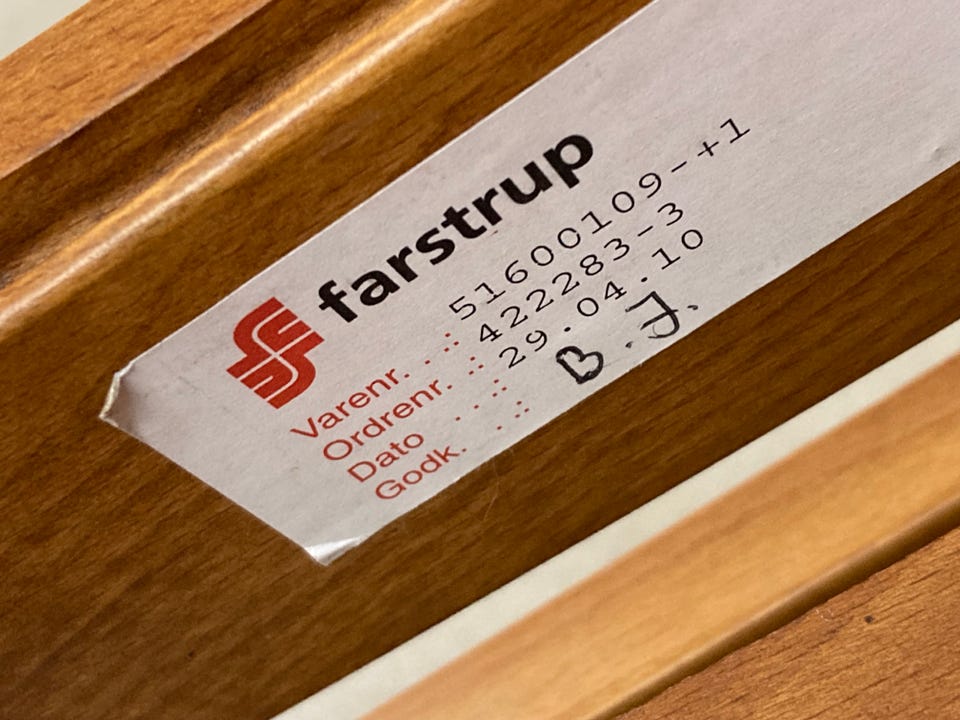 farstrup
Varenr. . .: 51600109-+1
Ordrenr. .: 422283-3
Dato . . .: 29.04.10
Godk. . .: B.J.